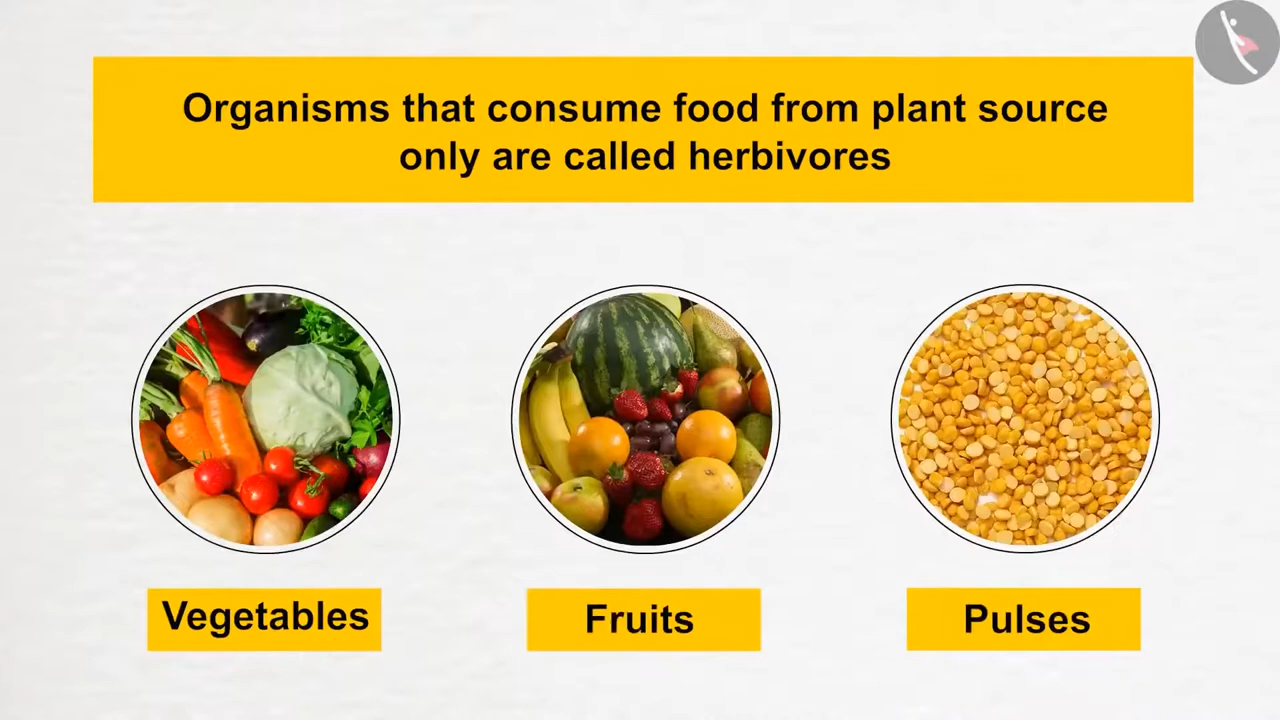 Organisms that consume food from plant source
only are called herbivores
Vegetables
Fruits
Pulses